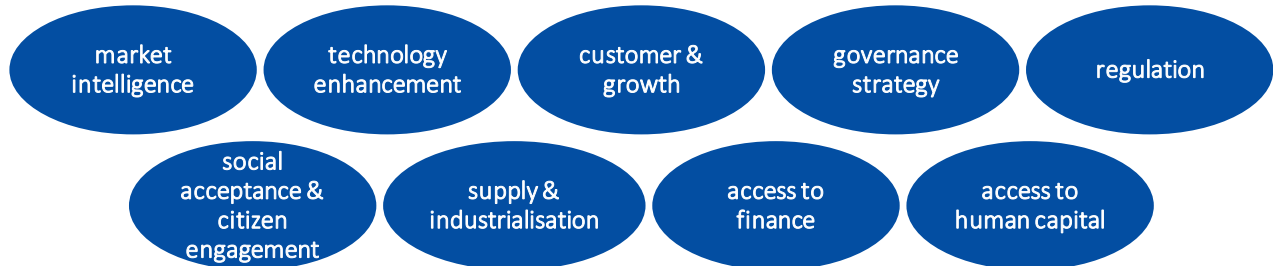 market
intelligence
technology
enhancement
customer &
growth
governance
strategy
regulation
social
acceptance &
citizen
engagement
supply &
industrialisation
access to
finance
access to
human capital